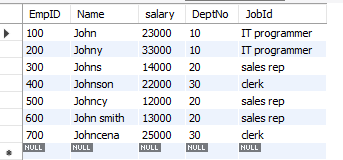 EmpID Name salary DeptNo JobId
100 John 23000 10 IT programmer
200 Johny 33000 10 IT programmer
300 Johns 14000 20 sales rep
400 Johnson 22000 30 clerk
500 Johncy 12000 20 sales rep
600 John smith 13000 20 sales rep
700 Johncena 25000 30 clerk
NULL NULL NULL NULL NULL